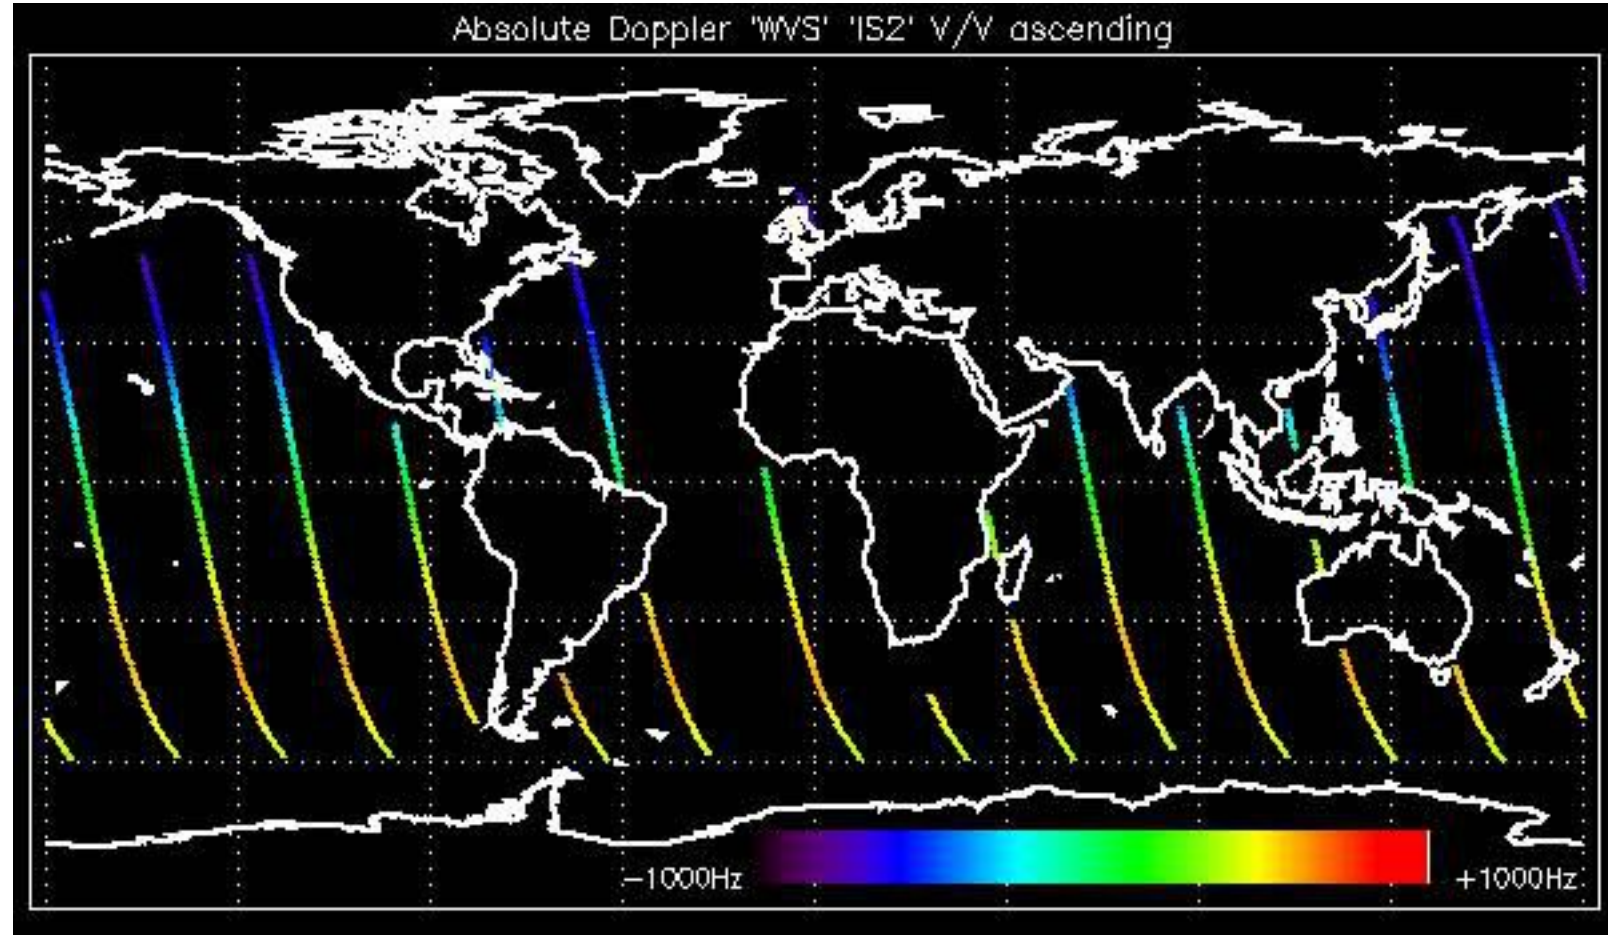 Absolute Doppler 'WVS' 'IS2' V/V ascending
-1000Hz +1000Hz